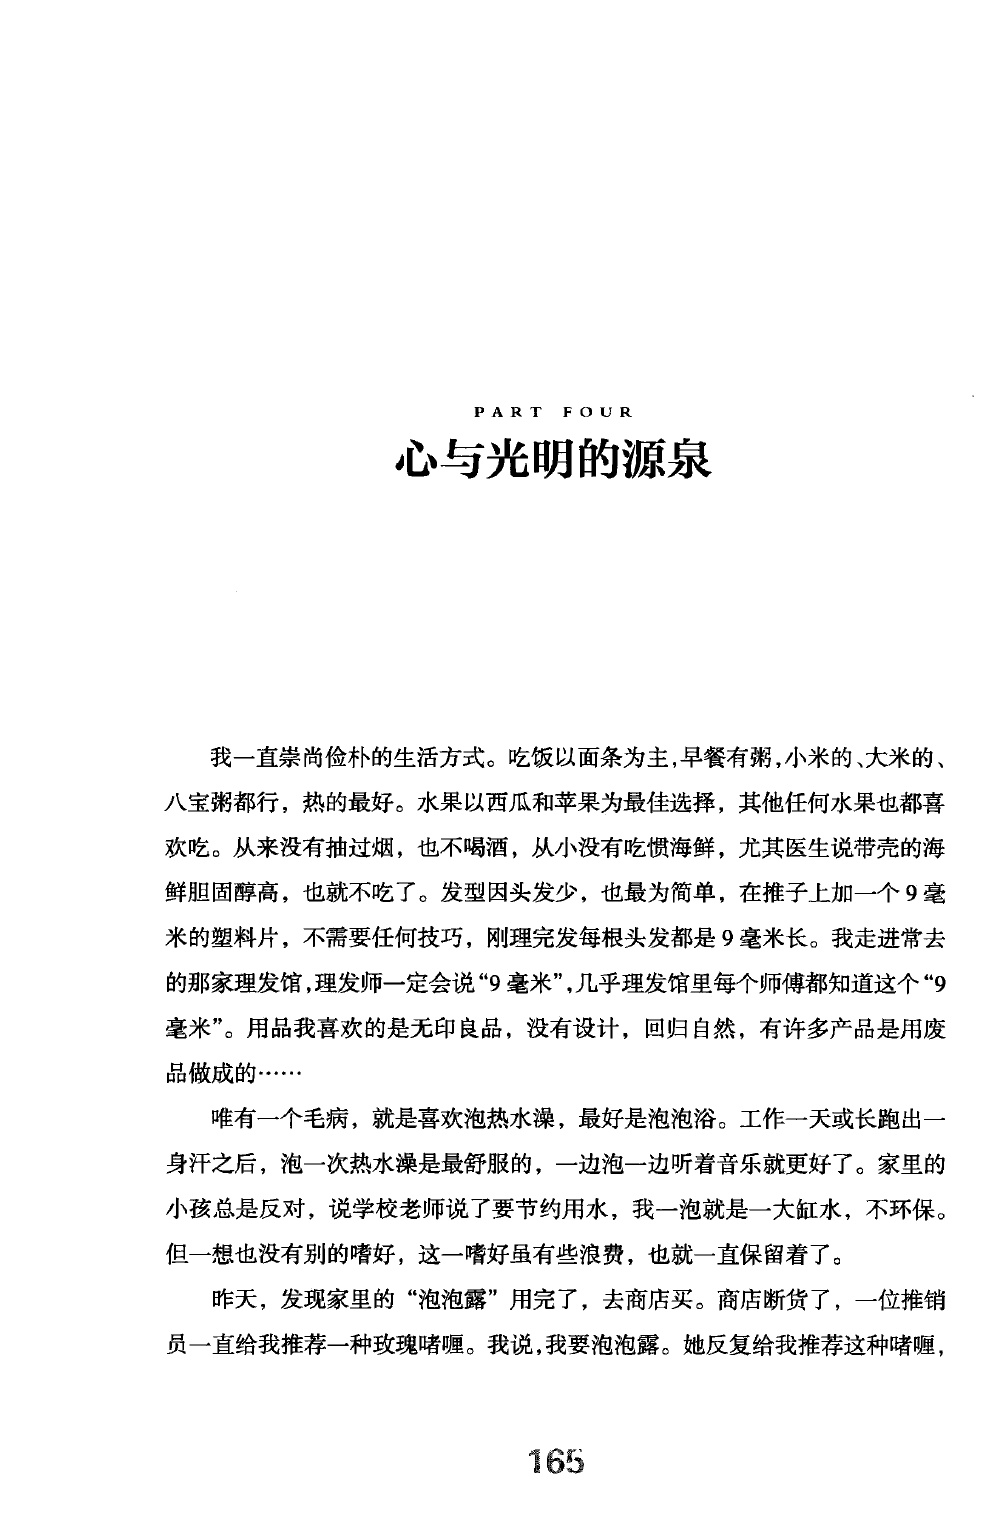 PART FOUR
心与光明的源泉
我一直崇尚俭朴的生活方式。吃饭以面条为主,早餐有粥,小米的、大米的、
八宝粥都行，热的最好。水果以西瓜和苹果为最佳选择，其他任何水果也都喜
欢吃。从来没有抽过烟，也不喝酒，从小没有吃惯海鲜，尤其医生说带壳的海
鲜胆固醇高，也就不吃了。发型因头发少，也最为简单，在推子上加一个9毫
米的塑料片，不需要任何技巧，刚理完发每根头发都是9毫米长。我走进常去
的那家理发馆,理发师一定会说“9毫米”,几乎理发馆里每个师傅都知道这个“9
毫米”。用品我喜欢的是无印良品，没有设计，回归自然，有许多产品是用废
品做成的……
唯有一个毛病，就是喜欢泡热水澡，最好是泡泡浴。工作一天或长跑出一
身汗之后，泡一次热水澡是最舒服的，一边泡一边听着音乐就更好了。家里的
小孩总是反对，说学校老师说了要节约用水，我一泡就是一大缸水，不环保。
但一想也没有别的嗜好，这一嗜好虽有些浪费，也就一直保留着了。
昨天，发现家里的“泡泡露”用完了，去商店买。商店断货了，一位推销
员一直给我推荐一种玫瑰啫喱。我说,我要泡泡露。她反复给我推荐这种啫喱，
165